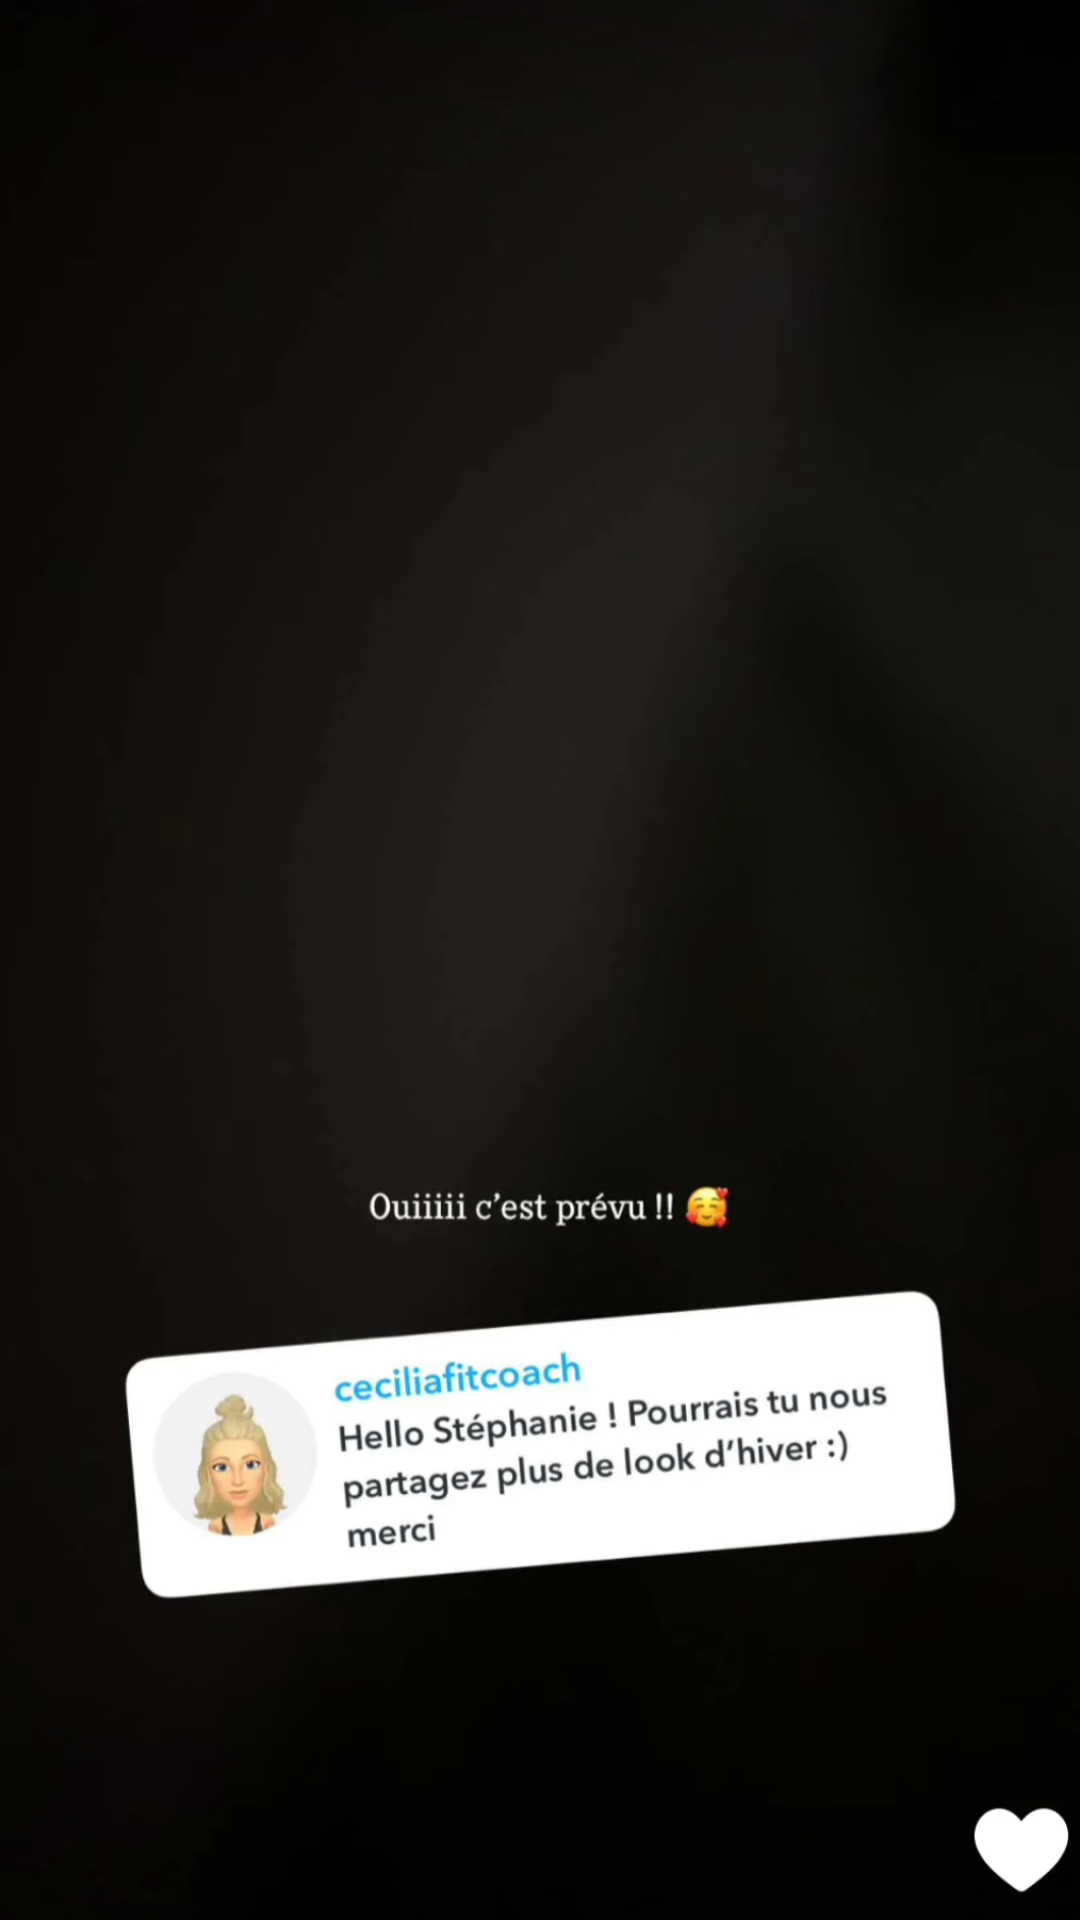 Ouiiiii c’est prévu !! 🥰
ceciliafitcoach
Hello Stéphanie ! Pourrais tu nous
partagez plus de look d’hiver :)
merci